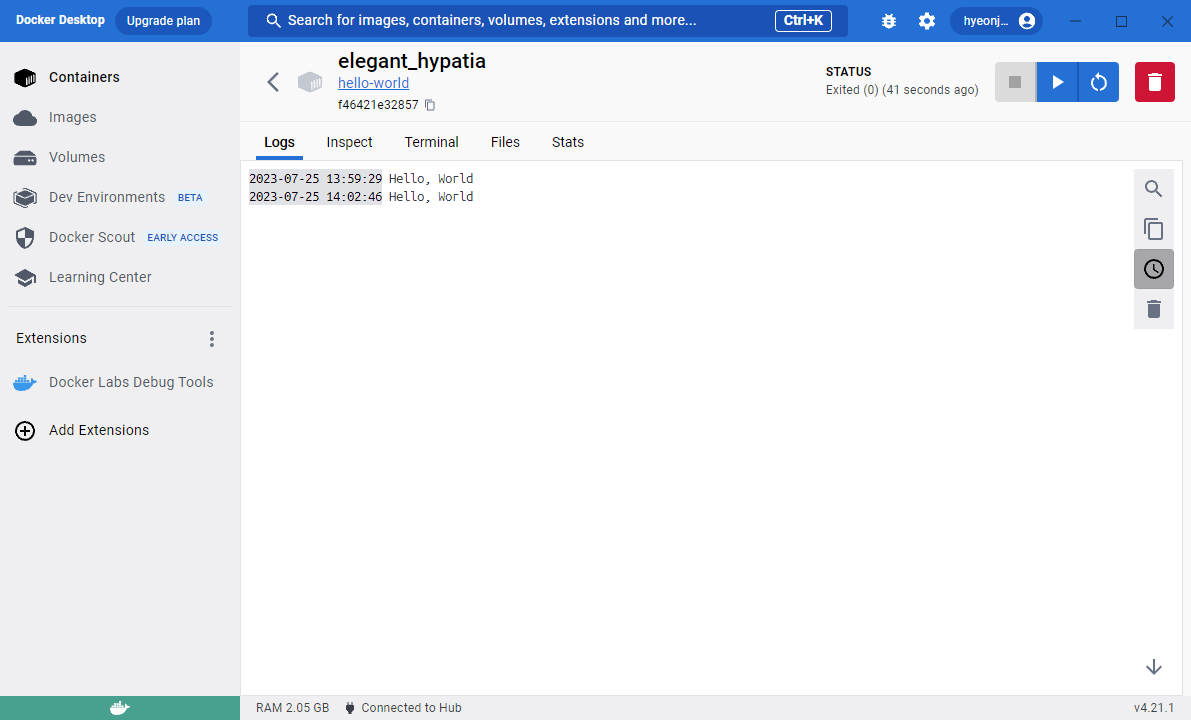 Docker Desktop Upgrade plan Search for images, containers, volumes, extensions and more... Ctrl+K hyeonj...
Containers
Images
Volumes
Dev Environments BETA
Docker Scout EARLY ACCESS
Learning Center
Extensions
Docker Labs Debug Tools
Add Extensions
elegant_hypatia
hello-world
f46421e32857
STATUS
Exited (0) (41 seconds ago)
Logs Inspect Terminal Files Stats
2023-07-25 13:59:29 Hello, World
2023-07-25 14:02:46 Hello, World
RAM 2.05 GB Connected to Hub v4.21.1